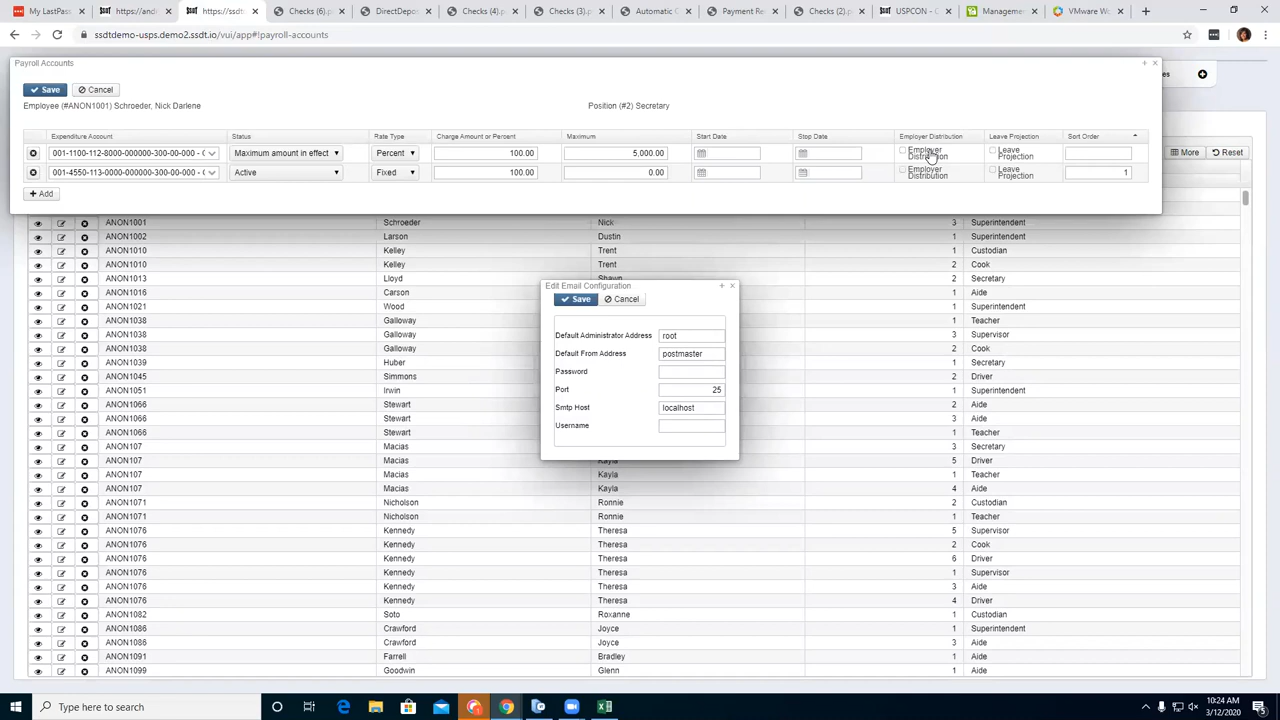 My LastPas
https://andi
https://ssdt
Checks (6).p
DirectDepos
Checks (4).p
Checks (3).p
Automatic C
Payment Re
Checks (2).p
USPCON - C
Managemen
VMware Wo
ssdtdemo-usps.demo2.ssdt.io/vui/app#!payroll-accounts
Payroll Accounts
Save Cancel
Employee (#ANON1001) Schroeder, Nick Darlene Position (#2) Secretary
Expenditure Account Status Rate Type Charge Amount or Percent Maximum Start Date Stop Date Employer Distribution Leave Projection Sort Order
001-1100-113-0000-000000-300-00-000 - ( Maximum amount in effect Percent 100.00 5,000.00 Employer Distribution Leave Projection
001-4550-113-0000-000000-300-00-000 - ( Active Fixed 100.00 0.00 Employer Distribution Leave Projection 1
Add
More Reset
ANON1001 Schroeder Nick 3 Superintendent
ANON1002 Larson Dustin 1 Superintendent
ANON1010 Kelley Trent 1 Custodian
ANON1010 Kelley Trent 2 Cook
ANON1013 Lloyd Shawn 2 Secretary
ANON1016 Carson 1 Aide
ANON1021 Wood 1 Superintendent
ANON1038 Galloway 1 Teacher
ANON1038 Galloway 3 Supervisor
ANON1038 Galloway 2 Cook
ANON1039 Huber 1 Secretary
ANON1045 Simmons 2 Driver
ANON1051 Irwin 1 Superintendent
ANON1066 Stewart 2 Aide
ANON1066 Stewart 3 Aide
ANON1066 Stewart 1 Teacher
ANON107 Macias 3 Secretary
ANON107 Macias 5 Driver
ANON107 Macias Kayla 1 Teacher
ANON107 Macias Kayla 4 Aide
ANON1071 Nicholson Ronnie 2 Custodian
ANON1071 Nicholson Ronnie 1 Teacher
ANON1076 Kennedy Theresa 5 Supervisor
ANON1076 Kennedy Theresa 2 Cook
ANON1076 Kennedy Theresa 6 Driver
ANON1076 Kennedy Theresa 1 Supervisor
ANON1076 Kennedy Theresa 3 Aide
ANON1076 Kennedy Theresa 4 Driver
ANON1082 Soto Roxanne 1 Custodian
ANON1086 Crawford Joyce 1 Superintendent
ANON1086 Crawford Joyce 3 Aide
ANON1091 Farrell Bradley 1 Aide
ANON1099 Goodwin Glenn 1 Aide
Edit Email Configuration
Save Cancel
Default Administrator Address root
Default From Address postmaster
Password
Port 25
Smtp Host localhost
Username
Type here to search
10:24 AM
3/12/2020